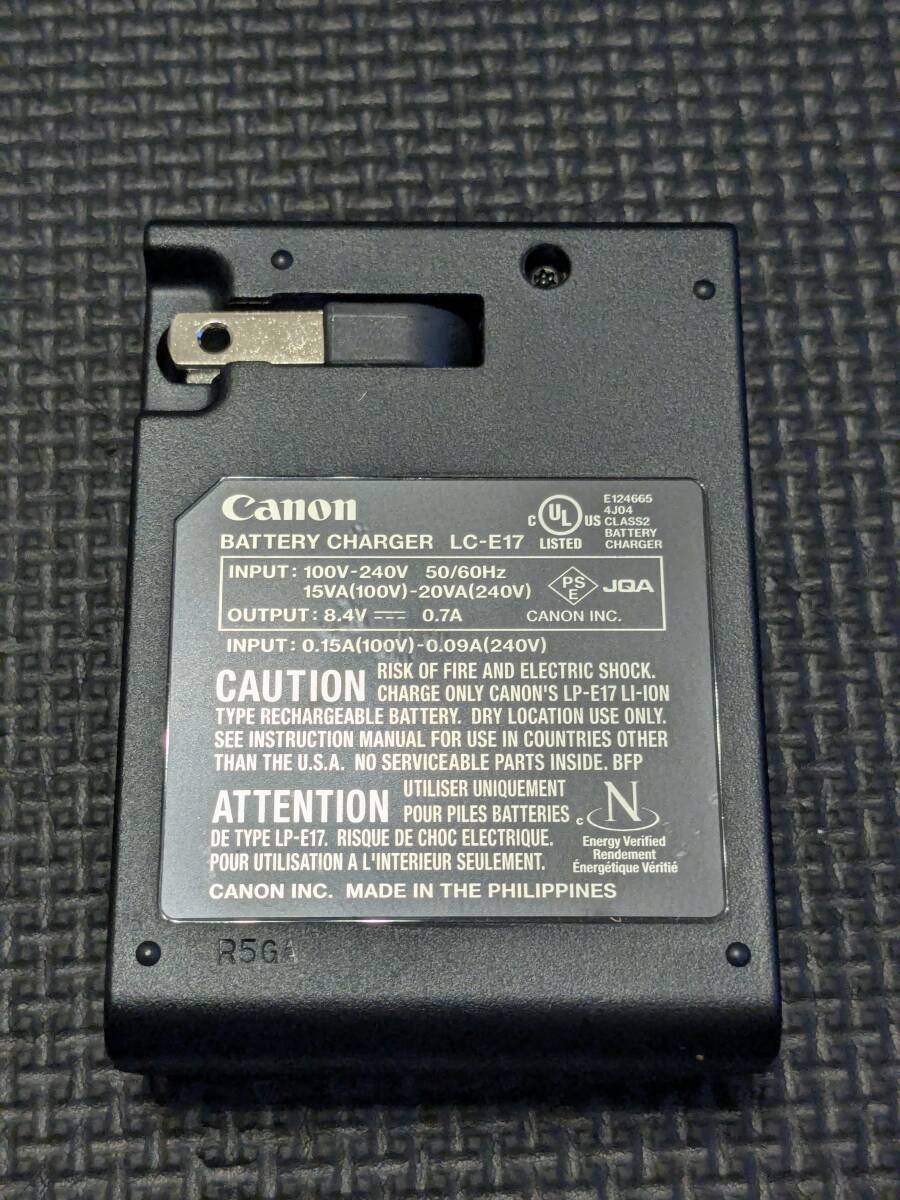 Canon
BATTERY CHARGER LC-E17
C UL US LISTED
E124665
4J04
CLASS2
BATTERY
CHARGER
INPUT: 100V-240V 50/60Hz
15VA(100V)-20VA(240V)
OUTPUT: 8.4V ⎓ 0.7A
PS
E
JQA
CANON INC.
INPUT: 0.15A(100V)-0.09A(240V)
CAUTION RISK OF FIRE AND ELECTRIC SHOCK.
CHARGE ONLY CANON'S LP-E17 LI-ION
TYPE RECHARGEABLE BATTERY. DRY LOCATION USE ONLY.
SEE INSTRUCTION MANUAL FOR USE IN COUNTRIES OTHER
THAN THE U.S.A. NO SERVICEABLE PARTS INSIDE. BFP
ATTENTION UTILISER UNIQUEMENT
POUR PILES BATTERIES
DE TYPE LP-E17. RISQUE DE CHOC ELECTRIQUE.
POUR UTILISATION A L'INTERIEUR SEULEMENT.
c N
Energy Verified
Rendement
Énergétique Vérifié
CANON INC. MADE IN THE PHILIPPINES
R5GA